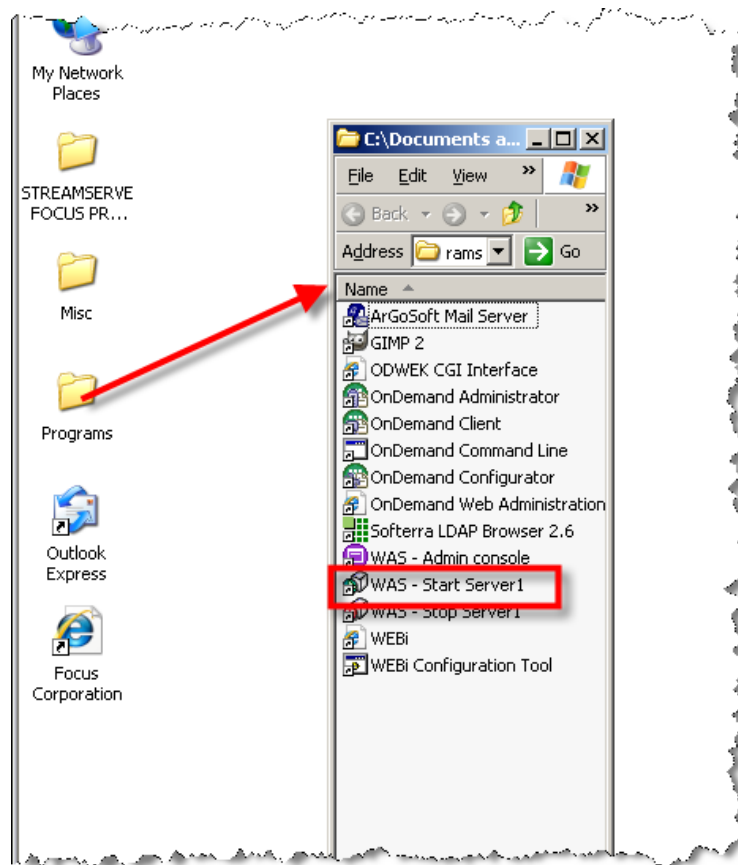 My Network
Places
STREAMSERVE
FOCUS PR...
Misc
Programs
Outlook
Express
Focus
Corporation
C:\Documents a...
File Edit View »
Back »
Address rams Go
Name
ArGoSoft Mail Server
GIMP 2
ODWEK CGI Interface
OnDemand Administrator
OnDemand Client
OnDemand Command Line
OnDemand Configurator
OnDemand Web Administration
Softerra LDAP Browser 2.6
WAS - Admin console
WAS - Start Server1
WAS - Stop Server1
WEBi
WEBi Configuration Tool